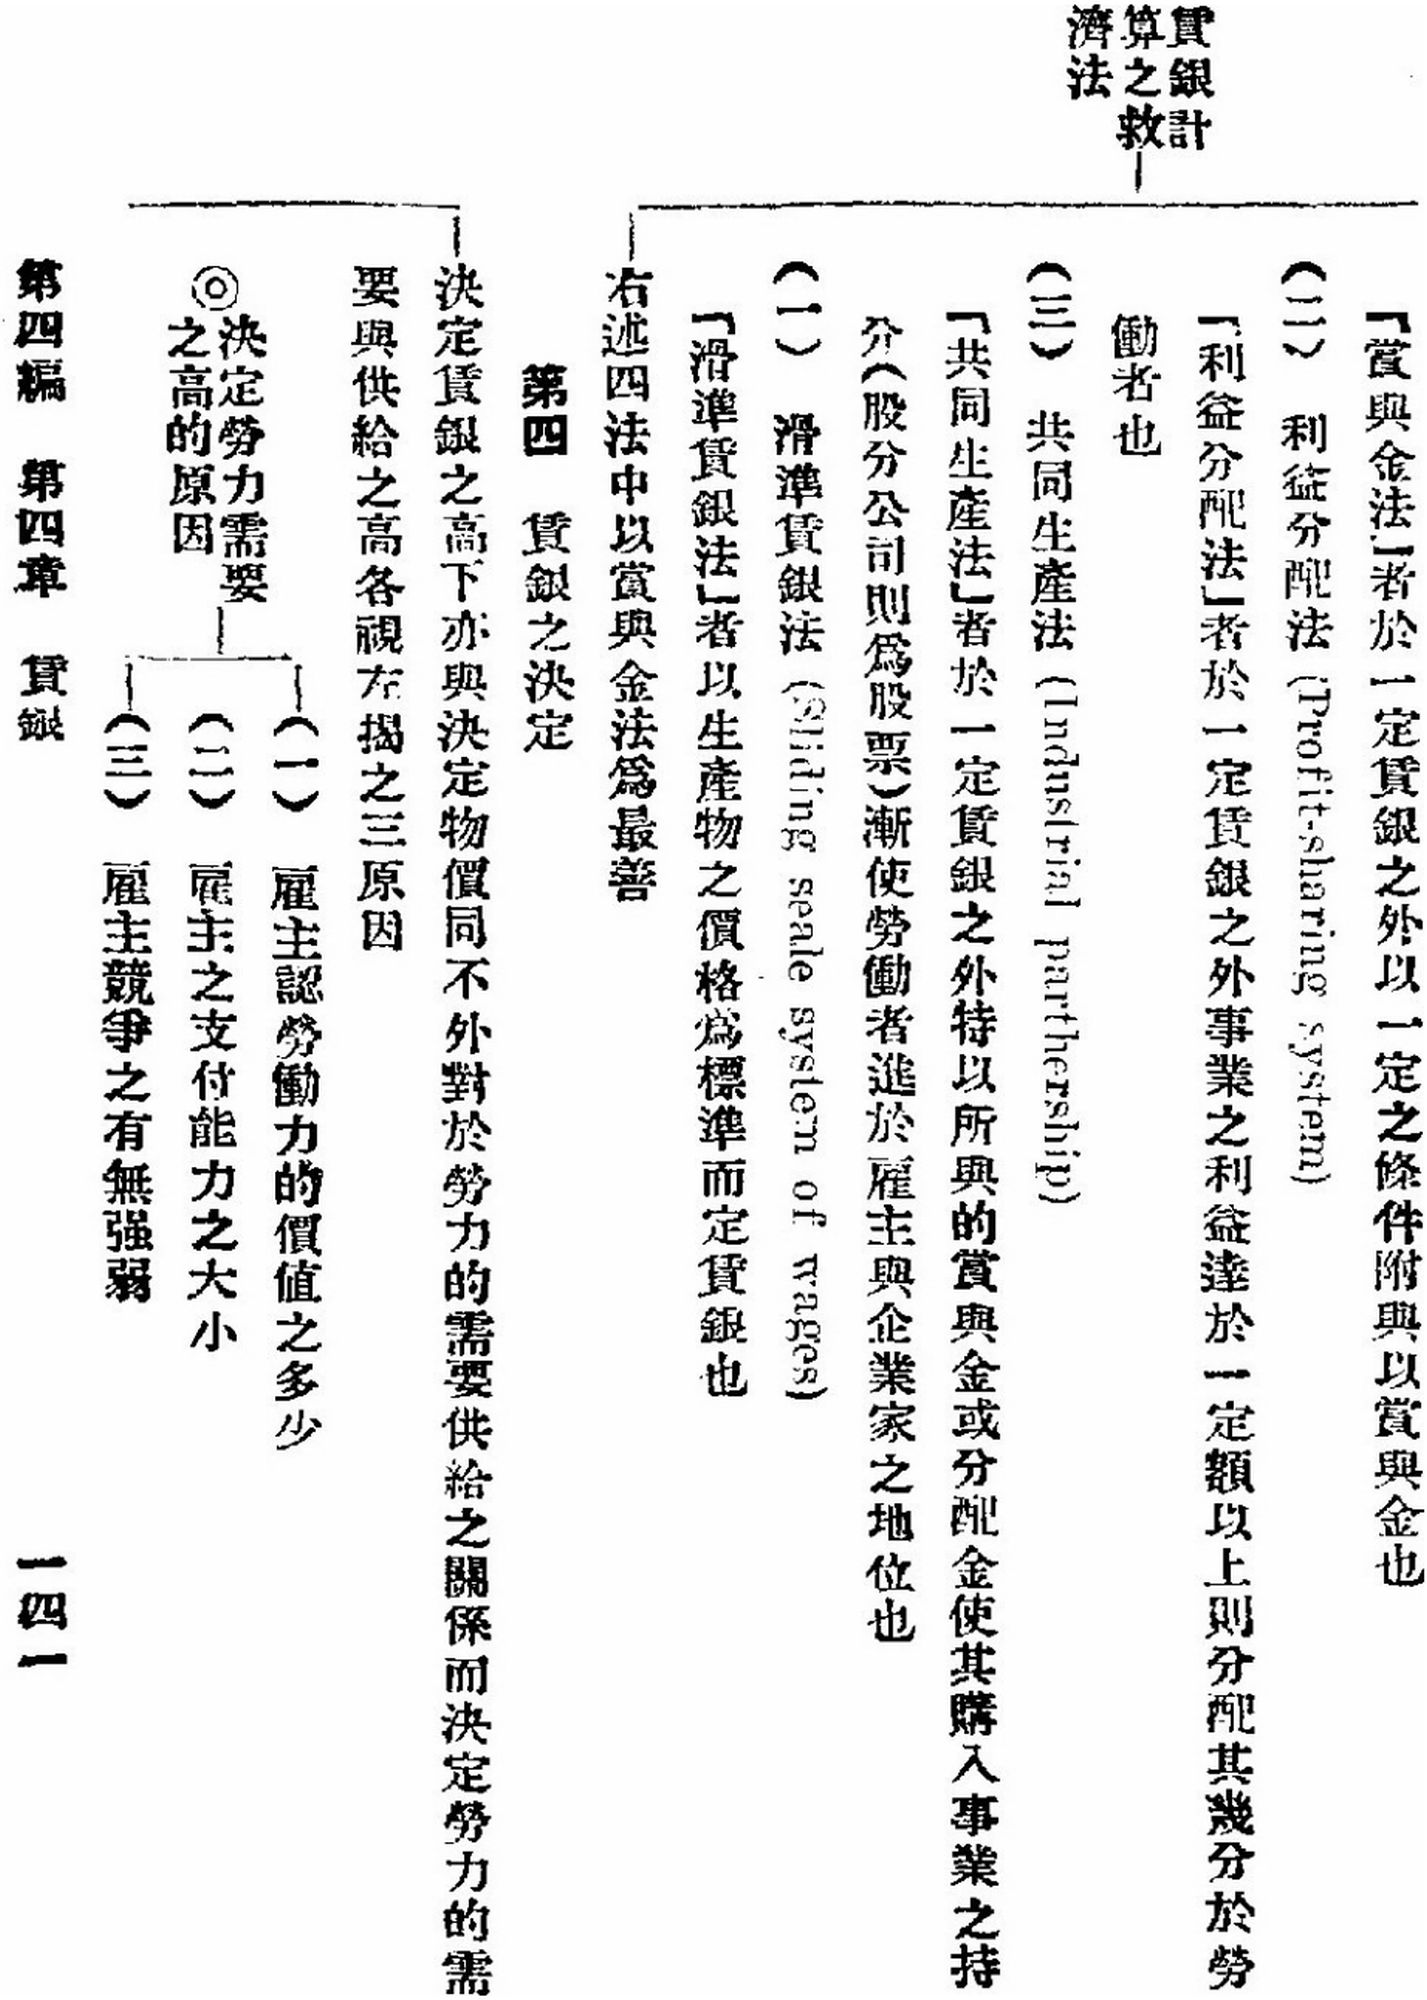 賃銀計
算之救
濟法
「賞與金法」者於一定賃銀之外以一定之條件附與以賞與金也
(二) 利益分配法 (Profit-sharing system)
「利益分配法」者於一定賃銀之外事業之利益達於一定額以上則分配其幾分於勞
働者也
(三) 共同生產法 (Indnstrial parthership)
「共同生產法」者於一定賃銀之外特以所與的賞與金或分配金使其購入事業之持
分(股分公司則爲股票)漸使勞働者進於雇主與企業家之地位也
(一) 滑準賃銀法 (Sliding seale system of wages)
「滑準賃銀法」者以生產物之價格爲標準而定賃銀也
右述四法中以賞與金法爲最善
第四 賃銀之決定
決定賃銀之高下亦與決定物價同不外對於勞力的需要供給之關係而決定勞力的需
要與供給之高各視左揭之三原因
◎決定勞力需要
之高的原因
(一) 雇主認勞働力的價值之多少
(二) 雇主之支付能力之大小
(三) 雇主競爭之有無强弱
第四編 第四章 賃銀 一四一